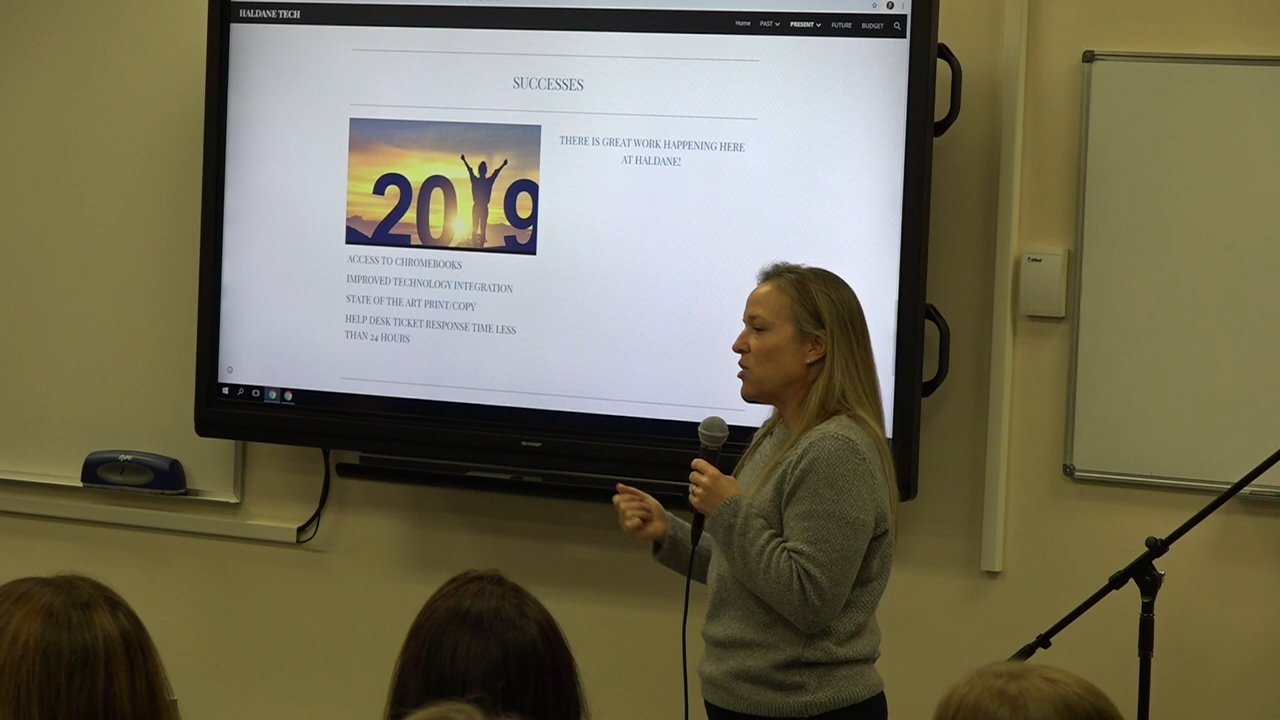 HALDANE TECH
Home PAST PRESENT FUTURE BUDGET
SUCCESSES
2019
THERE IS GREAT WORK HAPPENING HERE
AT HALDANE!
ACCESS TO CHROMEBOOKS
IMPROVED TECHNOLOGY INTEGRATION
STATE OF THE ART PRINT/COPY
HELP DESK TICKET RESPONSE TIME LESS
THAN 24 HOURS
SHARP
EXPO